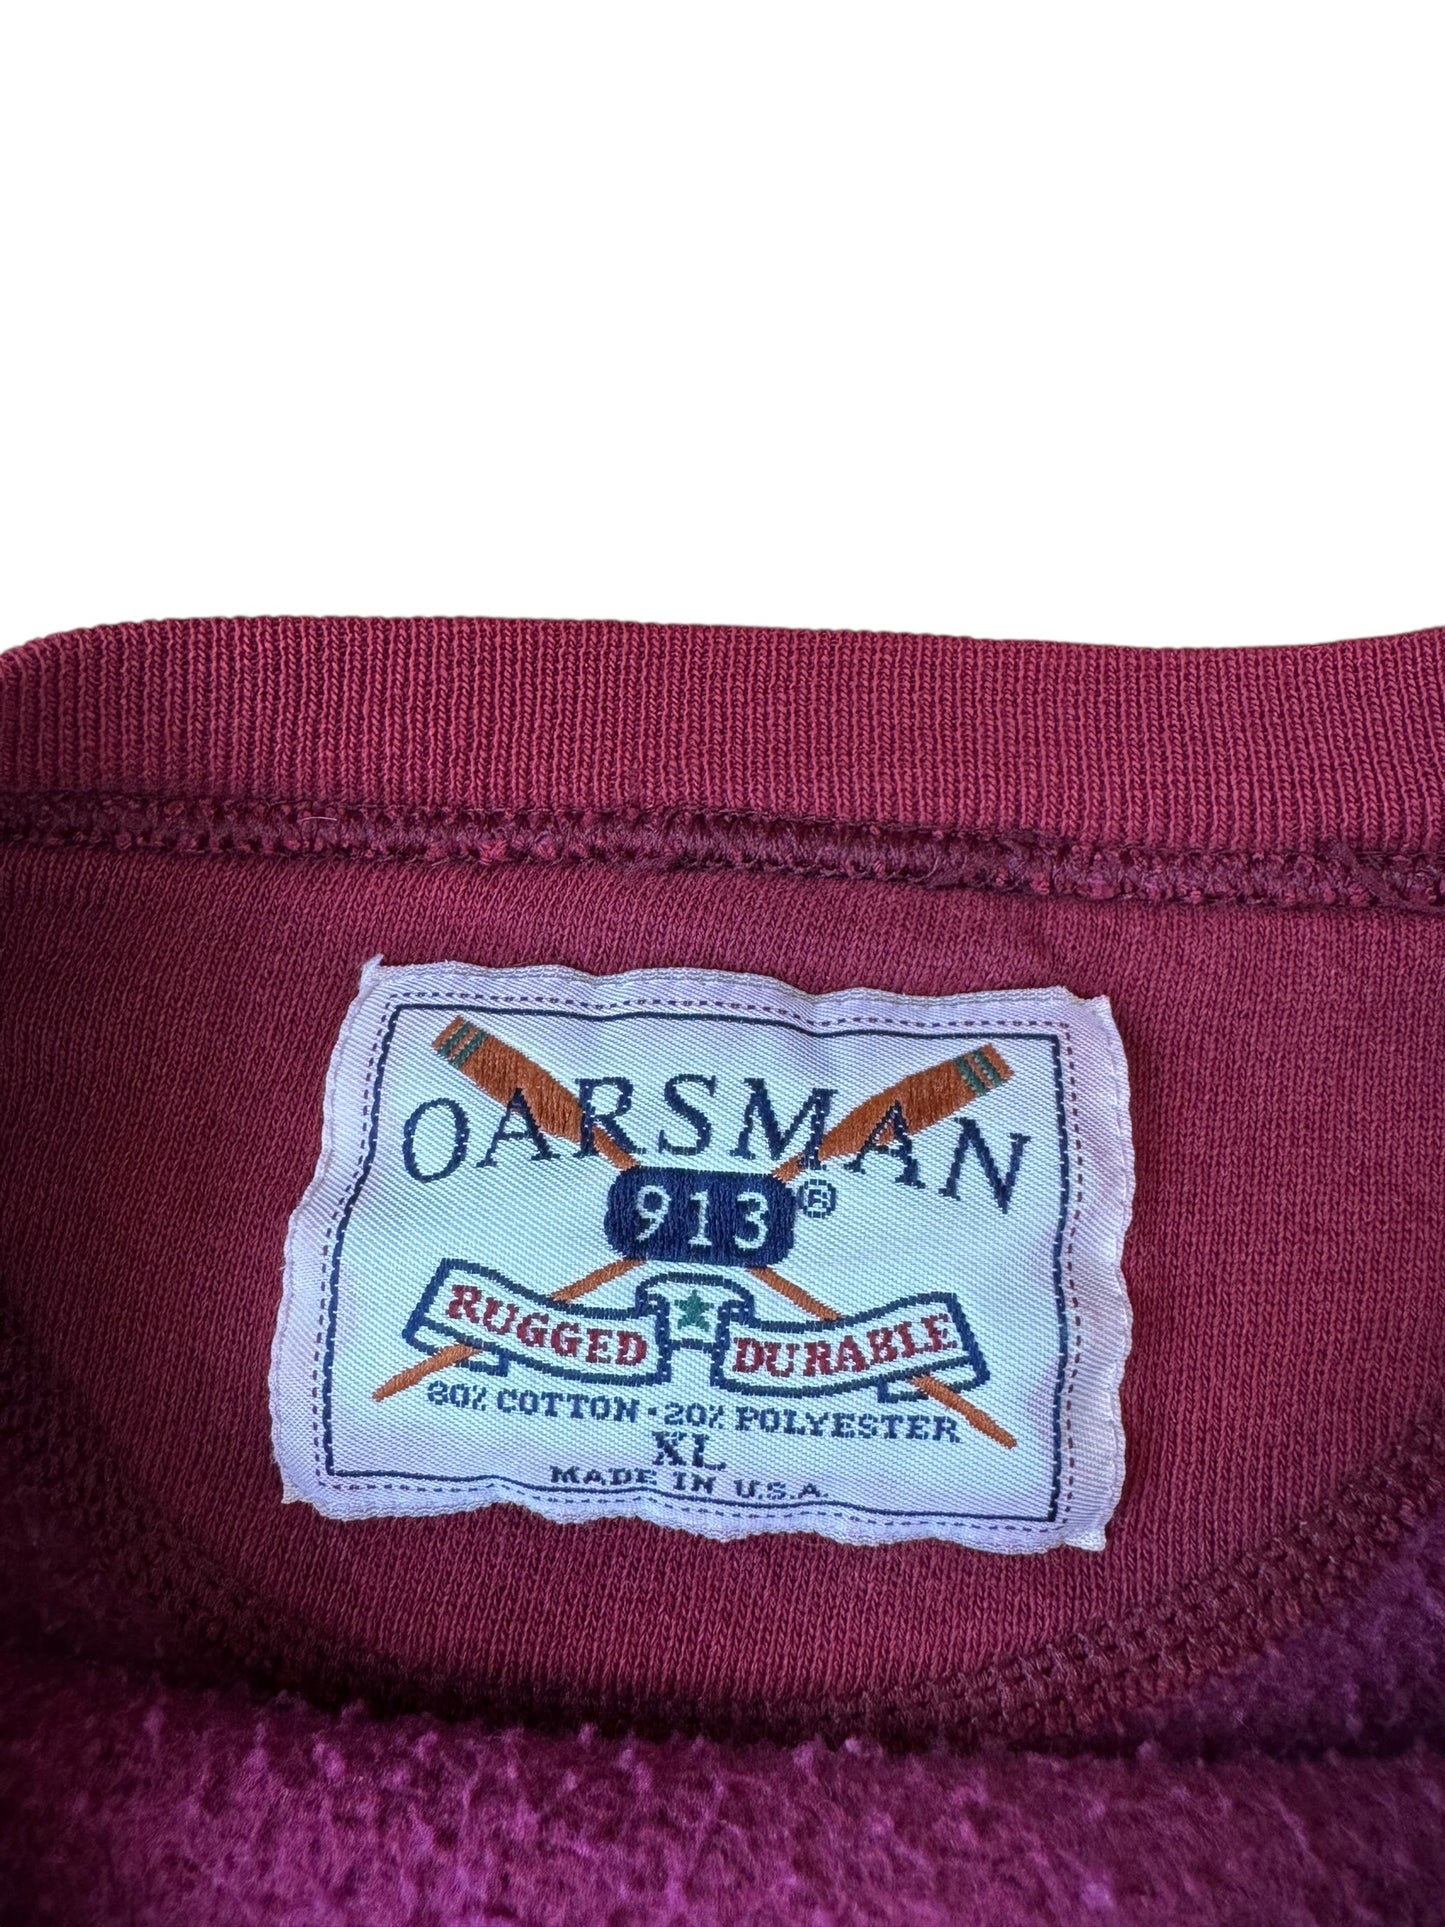 OARSMAN
913®
RUGGED DURABLE
80% COTTON · 20% POLYESTER
XL
MADE IN U.S.A.